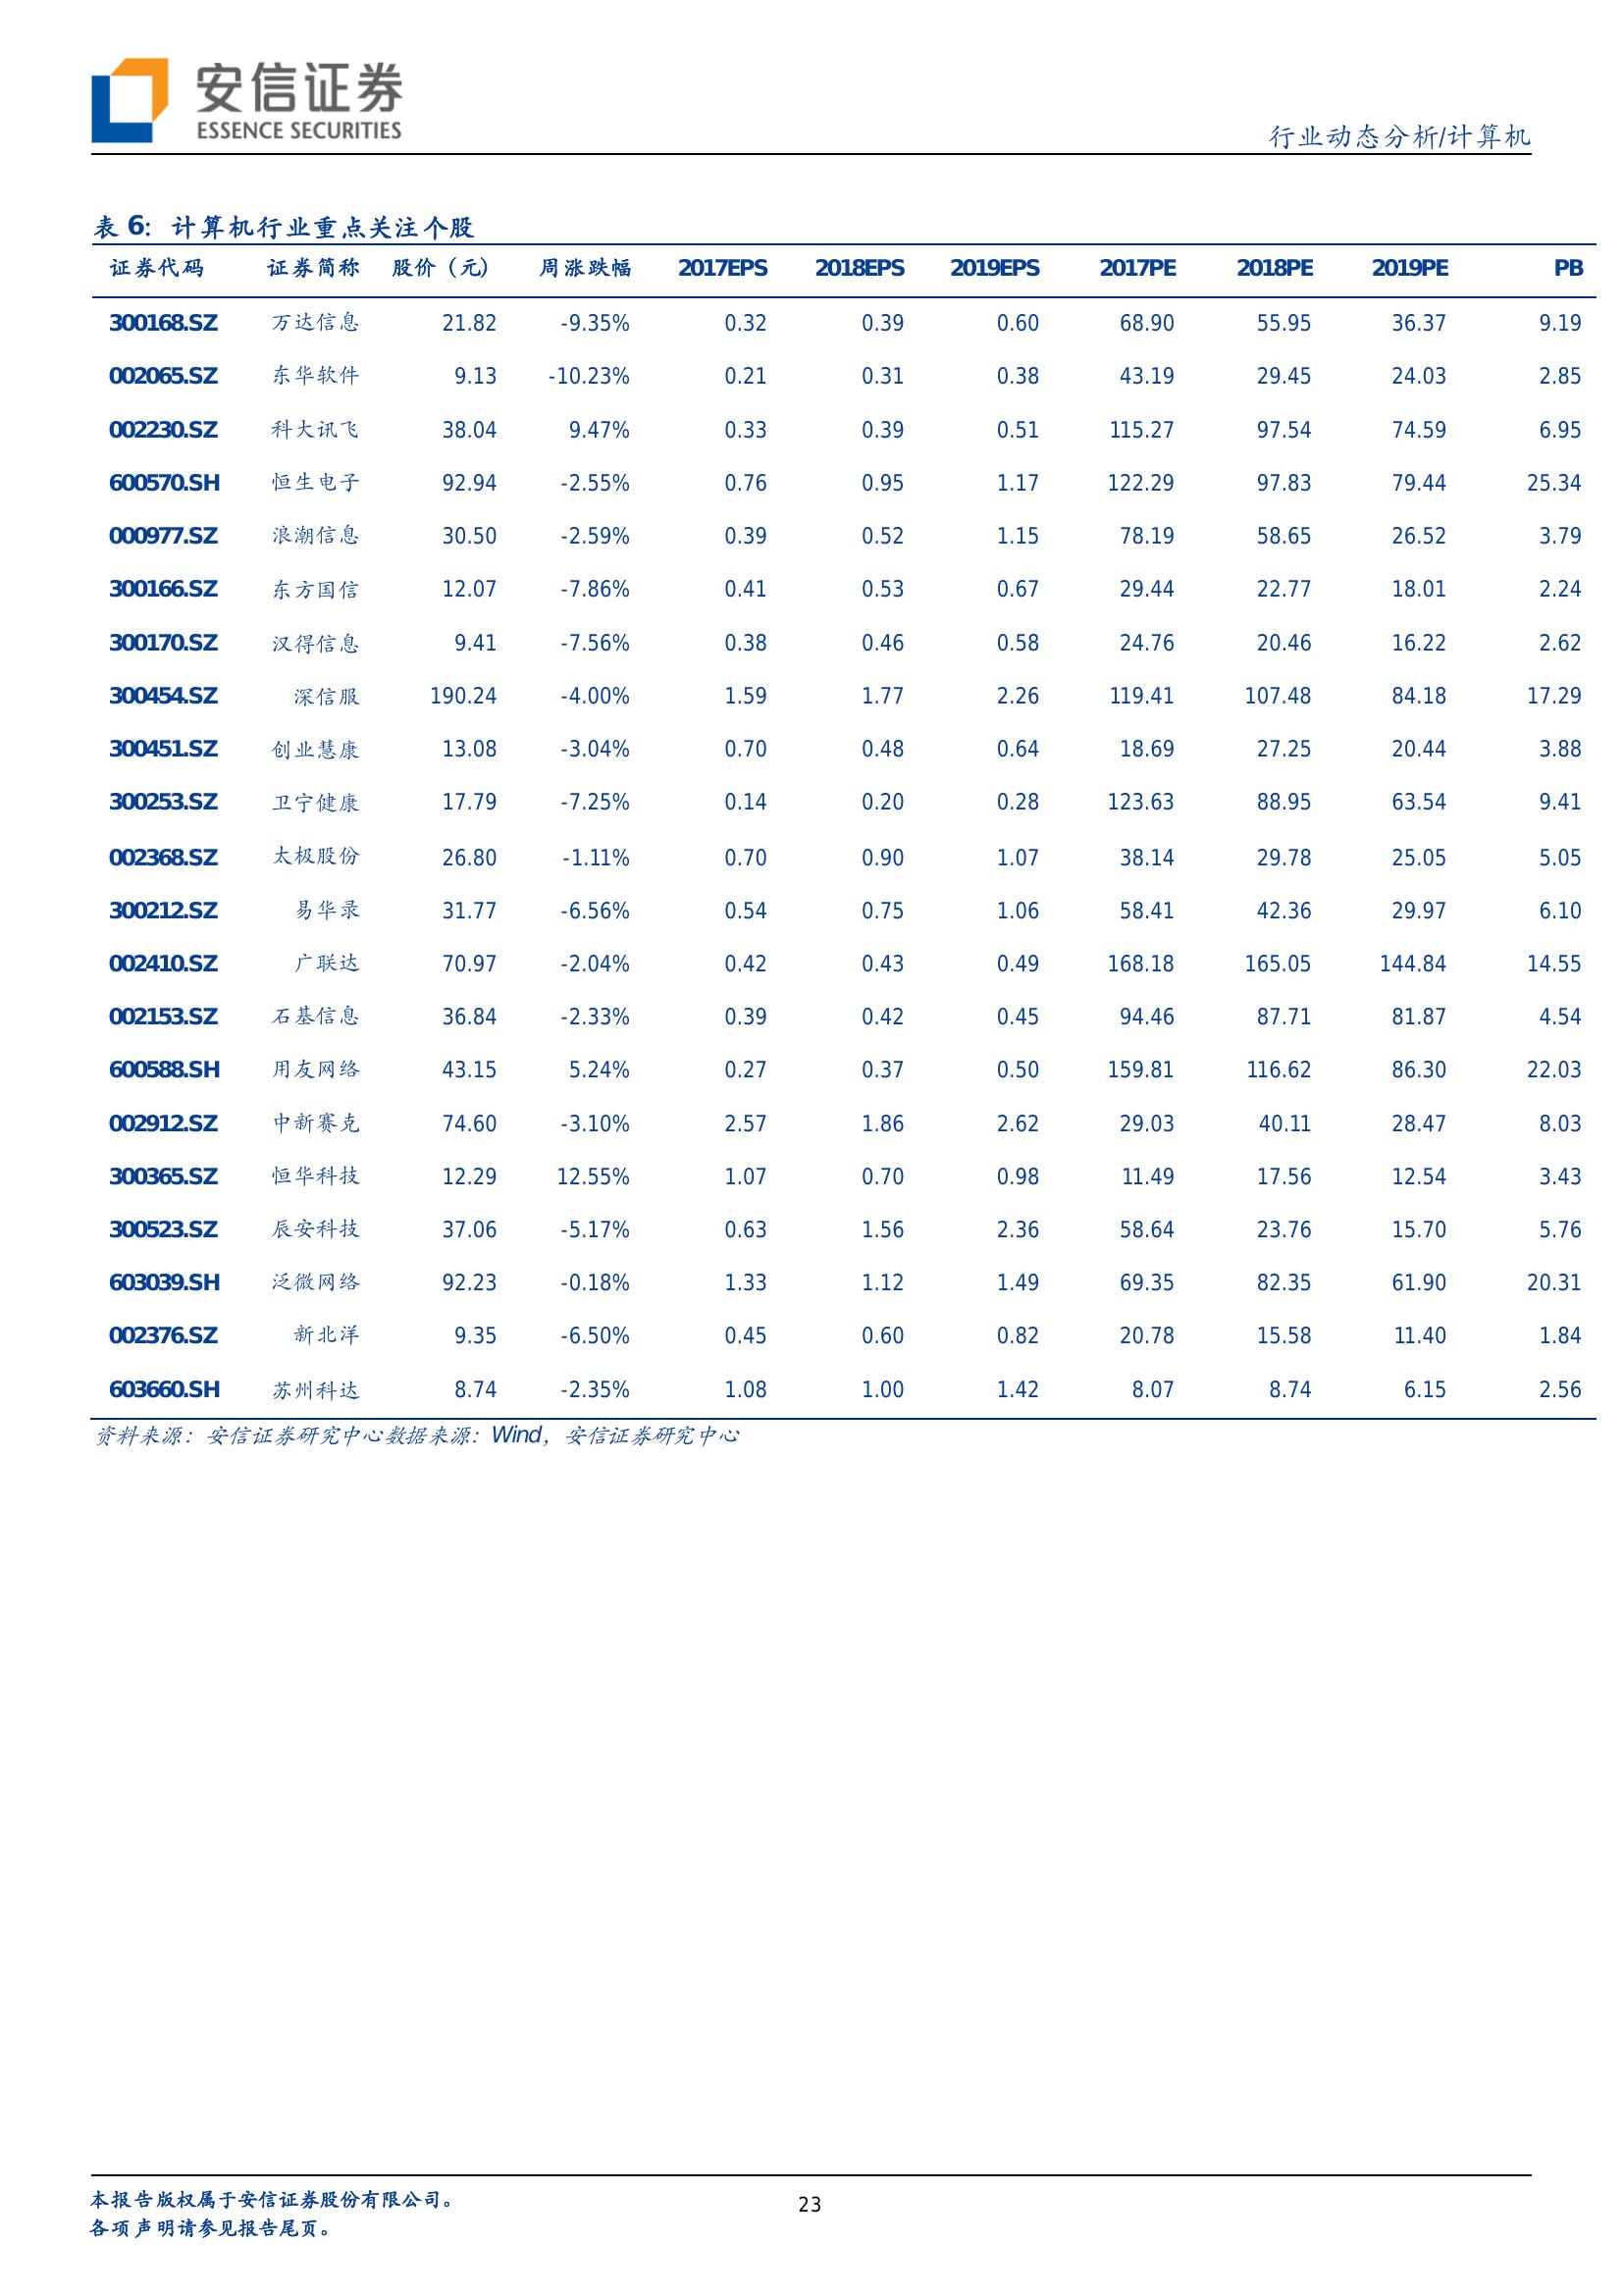 安信证券
ESSENCE SECURITIES
行业动态分析/计算机
表 6：计算机行业重点关注个股
证券代码 证券简称 股价（元） 周涨跌幅 2017EPS 2018EPS 2019EPS 2017PE 2018PE 2019PE PB
300168.SZ 万达信息 21.82 -9.35% 0.32 0.39 0.60 68.90 55.95 36.37 9.19
002065.SZ 东华软件 9.13 -10.23% 0.21 0.31 0.38 43.19 29.45 24.03 2.85
002230.SZ 科大讯飞 38.04 9.47% 0.33 0.39 0.51 115.27 97.54 74.59 6.95
600570.SH 恒生电子 92.94 -2.55% 0.76 0.95 1.17 122.29 97.83 79.44 25.34
000977.SZ 浪潮信息 30.50 -2.59% 0.39 0.52 1.15 78.19 58.65 26.52 3.79
300166.SZ 东方国信 12.07 -7.86% 0.41 0.53 0.67 29.44 22.77 18.01 2.24
300170.SZ 汉得信息 9.41 -7.56% 0.38 0.46 0.58 24.76 20.46 16.22 2.62
300454.SZ 深信服 190.24 -4.00% 1.59 1.77 2.26 119.41 107.48 84.18 17.29
300451.SZ 创业慧康 13.08 -3.04% 0.70 0.48 0.64 18.69 27.25 20.44 3.88
300253.SZ 卫宁健康 17.79 -7.25% 0.14 0.20 0.28 123.63 88.95 63.54 9.41
002368.SZ 太极股份 26.80 -1.11% 0.70 0.90 1.07 38.14 29.78 25.05 5.05
300212.SZ 易华录 31.77 -6.56% 0.54 0.75 1.06 58.41 42.36 29.97 6.10
002410.SZ 广联达 70.97 -2.04% 0.42 0.43 0.49 168.18 165.05 144.84 14.55
002153.SZ 石基信息 36.84 -2.33% 0.39 0.42 0.45 94.46 87.71 81.87 4.54
600588.SH 用友网络 43.15 5.24% 0.27 0.37 0.50 159.81 116.62 86.30 22.03
002912.SZ 中新赛克 74.60 -3.10% 2.57 1.86 2.62 29.03 40.11 28.47 8.03
300365.SZ 恒华科技 12.29 12.55% 1.07 0.70 0.98 11.49 17.56 12.54 3.43
300523.SZ 辰安科技 37.06 -5.17% 0.63 1.56 2.36 58.64 23.76 15.70 5.76
603039.SH 泛微网络 92.23 -0.18% 1.33 1.12 1.49 69.35 82.35 61.90 20.31
002376.SZ 新北洋 9.35 -6.50% 0.45 0.60 0.82 20.78 15.58 11.40 1.84
603660.SH 苏州科达 8.74 -2.35% 1.08 1.00 1.42 8.07 8.74 6.15 2.56
资料来源：安信证券研究中心数据来源：Wind，安信证券研究中心
本报告版权属于安信证券股份有限公司。
23
各项声明请参见报告尾页。